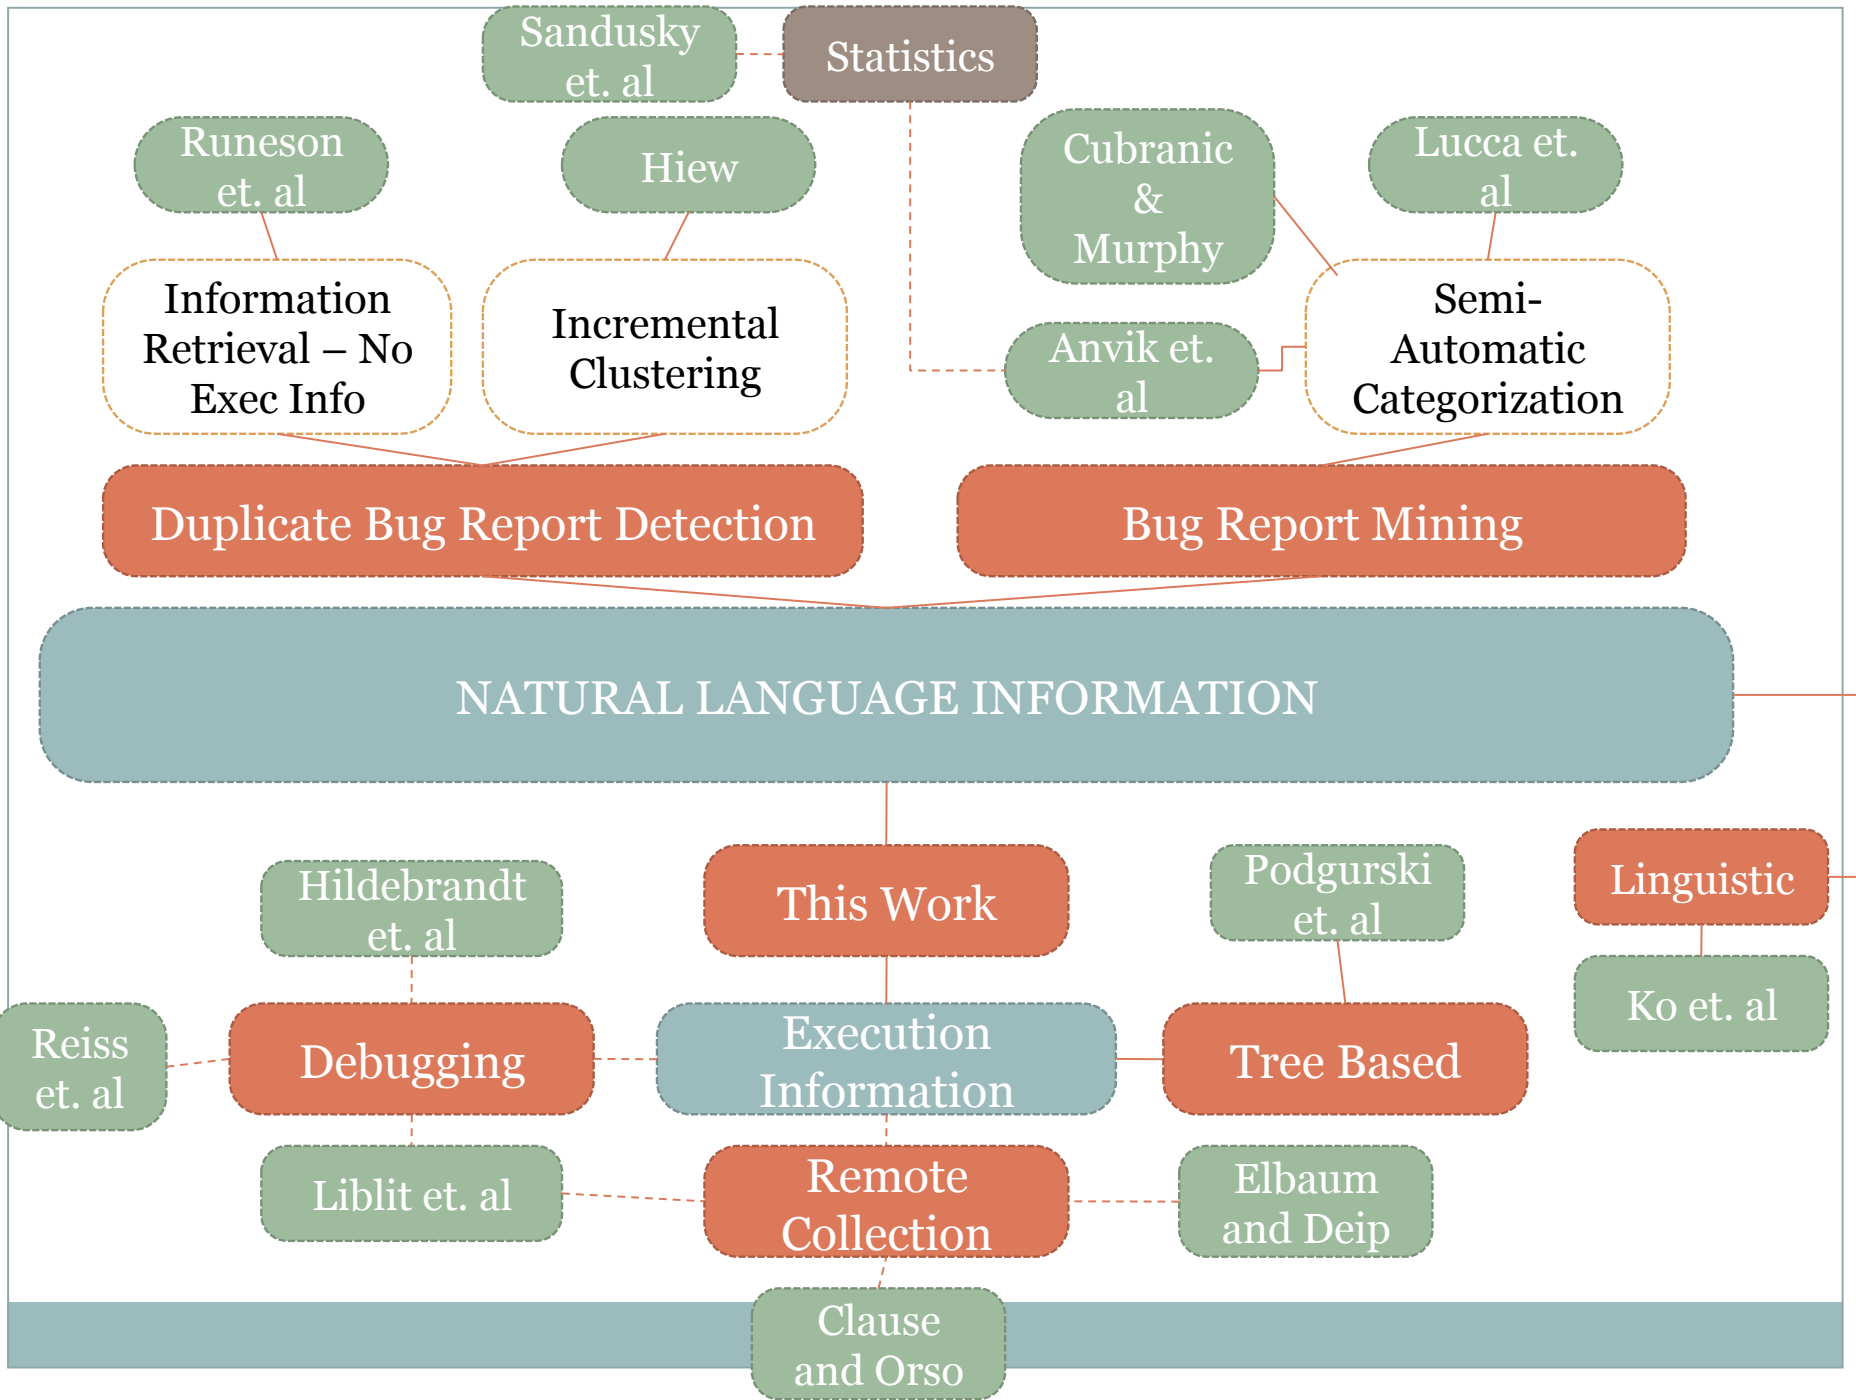 Sandusky
et. al
Statistics
Runeson
et. al
Hiew
Cubranic
&
Murphy
Lucca et.
al
Information
Retrieval – No
Exec Info
Incremental
Clustering
Anvik et.
al
Semi-
Automatic
Categorization
Duplicate Bug Report Detection
Bug Report Mining
NATURAL LANGUAGE INFORMATION
Hildebrandt
et. al
This Work
Podgurski
et. al
Linguistic
Ko et. al
Reiss
et. al
Debugging
Execution
Information
Tree Based
Liblit et. al
Remote
Collection
Elbaum
and Deip
Clause
and Orso